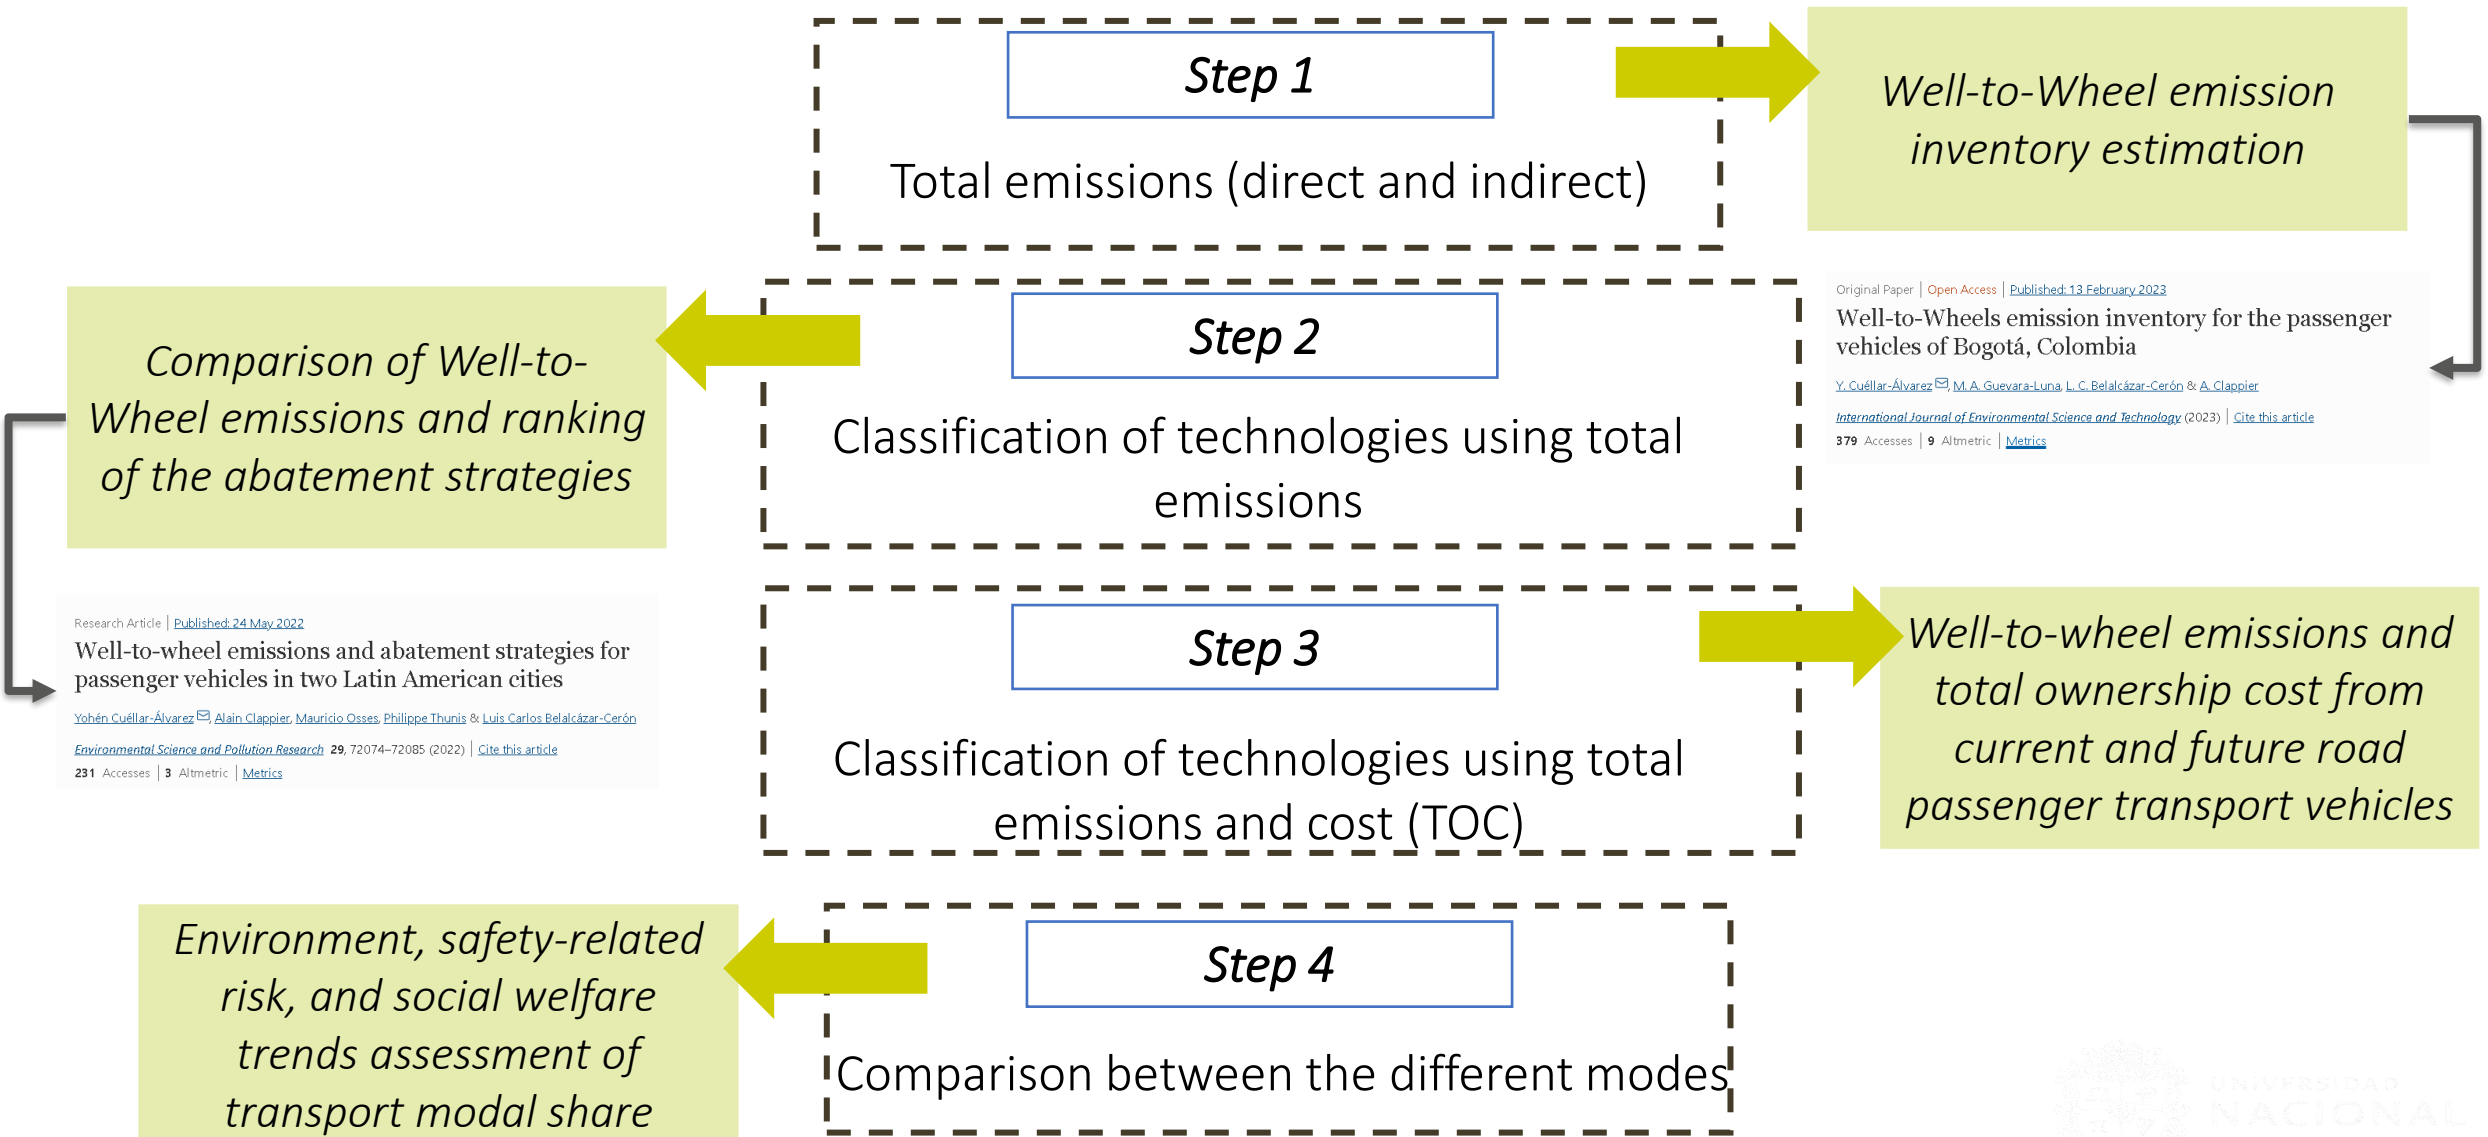 Step 1
Total emissions (direct and indirect)
Well-to-Wheel emission
inventory estimation
Original Paper | Open Access | Published: 13 February 2023
Well-to-Wheels emission inventory for the passenger
vehicles of Bogotá, Colombia
Y. Cuéllar-Álvarez, M. A. Guevara-Luna, L. C. Belalcázar-Cerón & A. Clappier
International Journal of Environmental Science and Technology (2023) | Cite this article
379 Accesses | 9 Altmetric | Metrics
Step 2
Classification of technologies using total
emissions
Comparison of Well-to-
Wheel emissions and ranking
of the abatement strategies
Research Article | Published: 24 May 2022
Well-to-wheel emissions and abatement strategies for
passenger vehicles in two Latin American cities
Yohén Cuéllar-Álvarez, Alain Clappier, Mauricio Osses, Philippe Thunis & Luis Carlos Belalcázar-Cerón
Environmental Science and Pollution Research 29, 72074–72085 (2022) | Cite this article
231 Accesses | 3 Altmetric | Metrics
Step 3
Classification of technologies using total
emissions and cost (TOC)
Well-to-wheel emissions and
total ownership cost from
current and future road
passenger transport vehicles
Step 4
Comparison between the different modes
Environment, safety-related
risk, and social welfare
trends assessment of
transport modal share
UNIVERSIDAD
NACIONAL